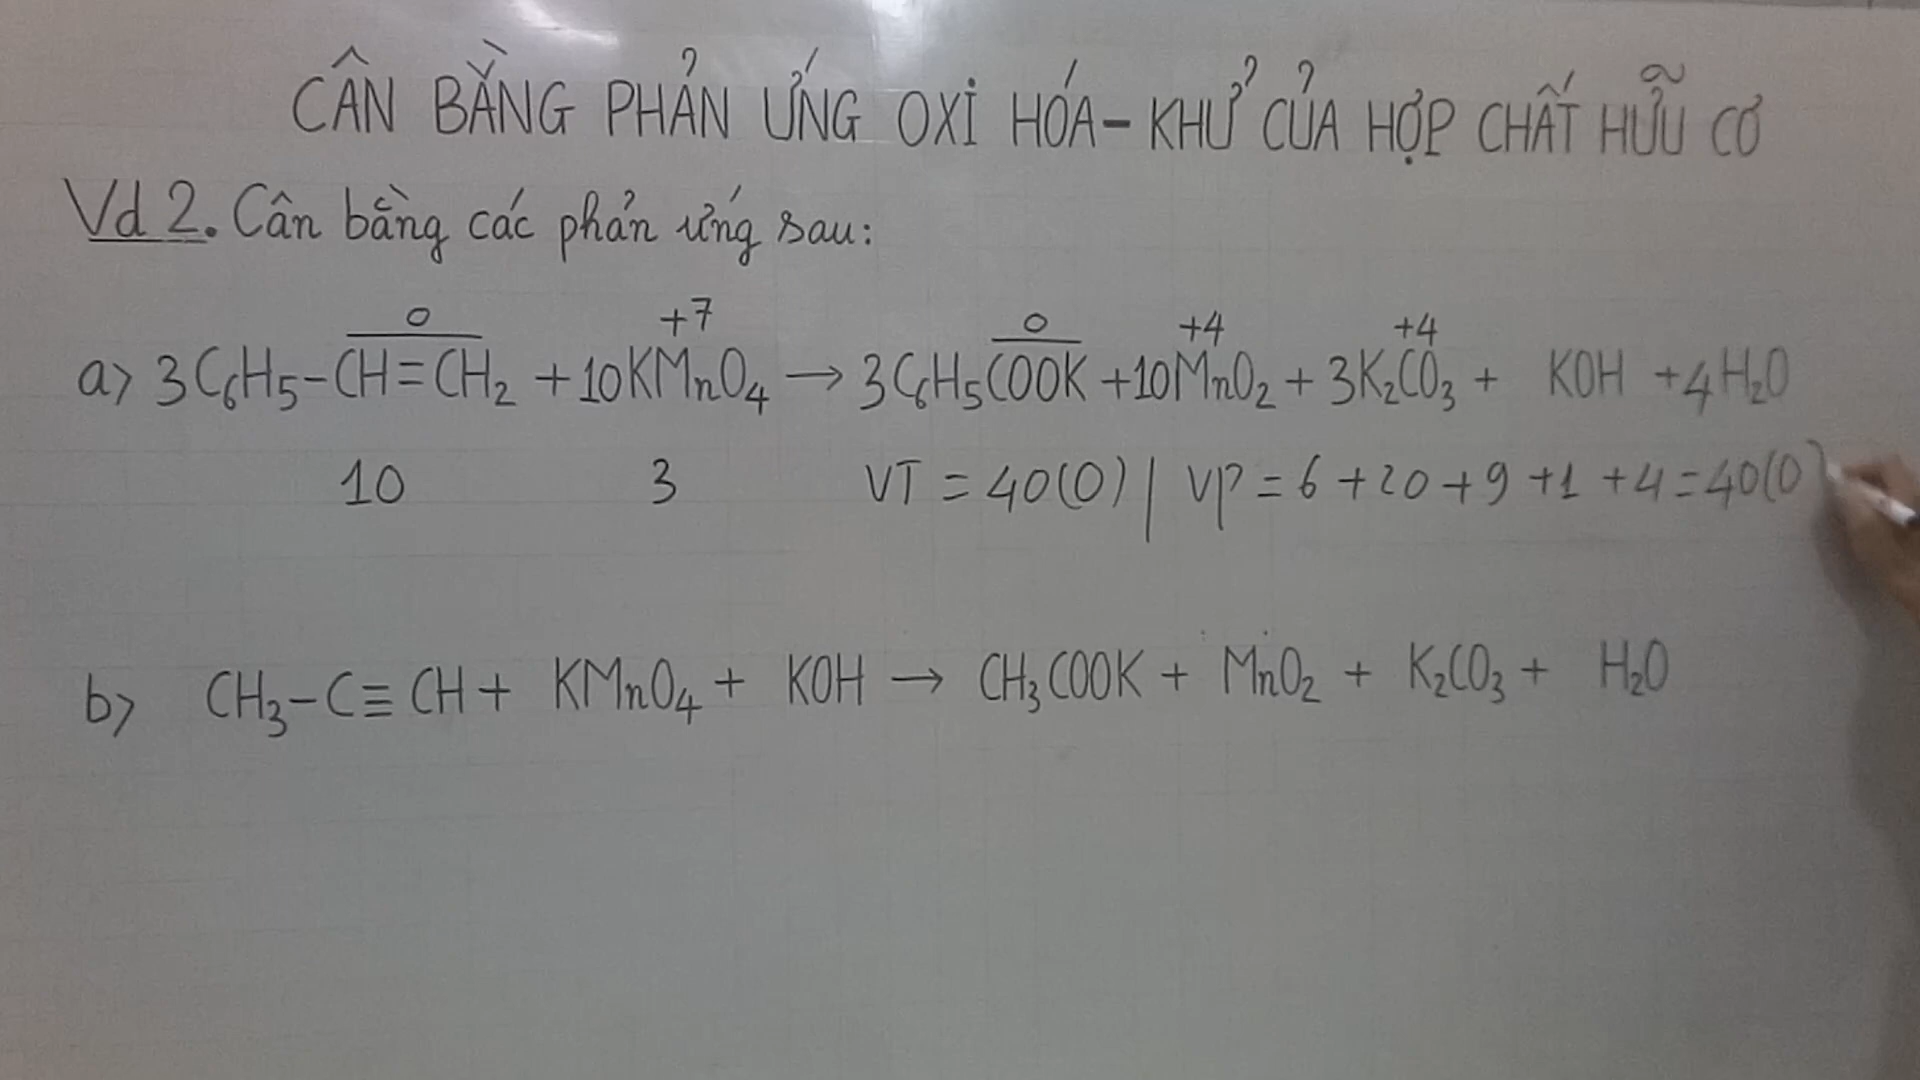 CÂN BẰNG PHẢN ỨNG OXI HÓA-KHỬ CỦA HỢP CHẤT HỮU CƠ
Vd 2. Cân bằng các phản ứng sau:
0 +7 0 +4 +4
a> 3C₆H₅-CH=CH₂ + 10KMnO₄ → 3C₆H₅COOK + 10MnO₂ + 3K₂CO₃ + KOH + 4H₂O
10 3 VT = 40(O) | VP = 6 + 20 + 9 + 1 + 4 = 40(O)
b> CH₃-C≡CH + KMnO₄ + KOH → CH₃COOK + MnO₂ + K₂CO₃ + H₂O